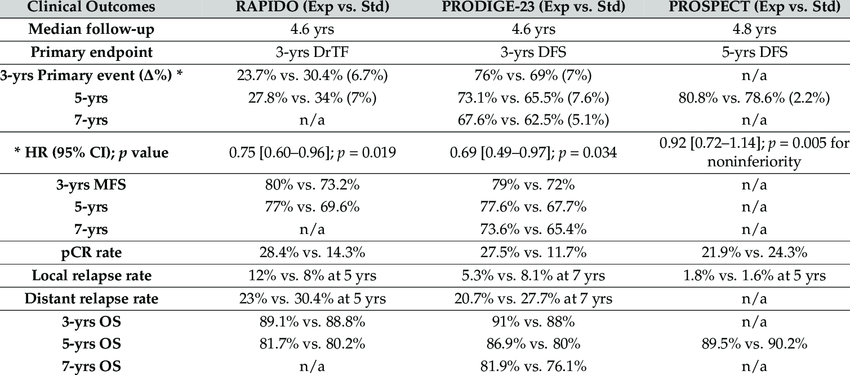 Clinical Outcomes RAPIDO (Exp vs. Std) PRODIGE-23 (Exp vs. Std) PROSPECT (Exp vs. Std)
Median follow-up 4.6 yrs 4.6 yrs 4.8 yrs
Primary endpoint 3-yrs DrTF 3-yrs DFS 5-yrs DFS
3-yrs Primary event (Δ%) * 23.7% vs. 30.4% (6.7%) 76% vs. 69% (7%) n/a
5-yrs 27.8% vs. 34% (7%) 73.1% vs. 65.5% (7.6%) 80.8% vs. 78.6% (2.2%)
7-yrs n/a 67.6% vs. 62.5% (5.1%)
* HR (95% CI); p value 0.75 [0.60–0.96]; p = 0.019 0.69 [0.49–0.97]; p = 0.034 0.92 [0.72–1.14]; p = 0.005 for
noninferiority
3-yrs MFS 80% vs. 73.2% 79% vs. 72% n/a
5-yrs 77% vs. 69.6% 77.6% vs. 67.7% n/a
7-yrs n/a 73.6% vs. 65.4% n/a
pCR rate 28.4% vs. 14.3% 27.5% vs. 11.7% 21.9% vs. 24.3%
Local relapse rate 12% vs. 8% at 5 yrs 5.3% vs. 8.1% at 7 yrs 1.8% vs. 1.6% at 5 yrs
Distant relapse rate 23% vs. 30.4% at 5 yrs 20.7% vs. 27.7% at 7 yrs n/a
3-yrs OS 89.1% vs. 88.8% 91% vs. 88% n/a
5-yrs OS 81.7% vs. 80.2% 86.9% vs. 80% 89.5% vs. 90.2%
7-yrs OS n/a 81.9% vs. 76.1% n/a